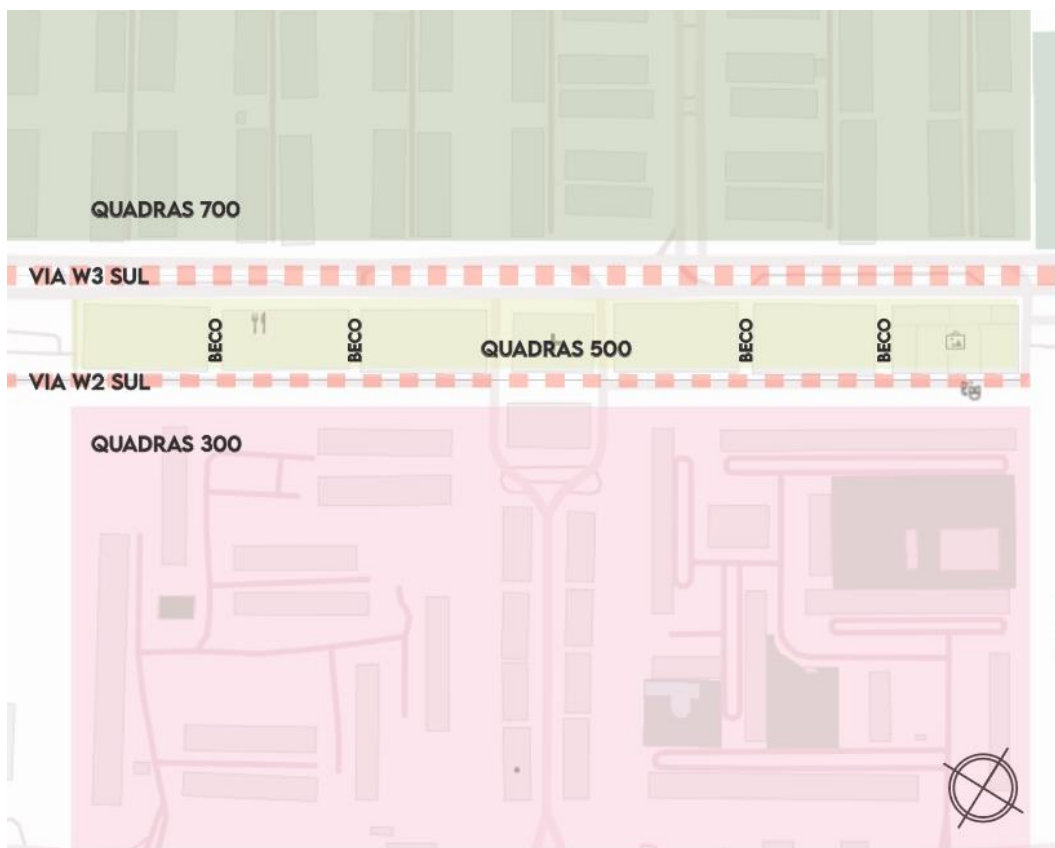 QUADRAS 700
VIA W3 SUL
BECO
BECO
QUADRAS 500
BECO
BECO
VIA W2 SUL
QUADRAS 300